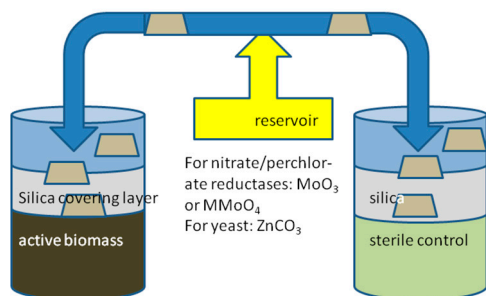 reservoir
For nitrate/perchlor-
ate reductases: MoO₃
or MMoO₄
For yeast: ZnCO₃
Silica covering layer
active biomass
silica
sterile control